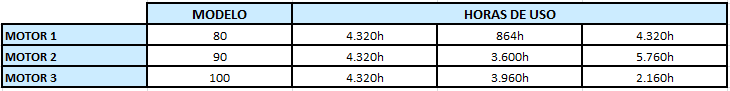 MODELO HORAS DE USO
MOTOR 1 80 4.320h 864h 4.320h
MOTOR 2 90 4.320h 3.600h 5.760h
MOTOR 3 100 4.320h 3.960h 2.160h